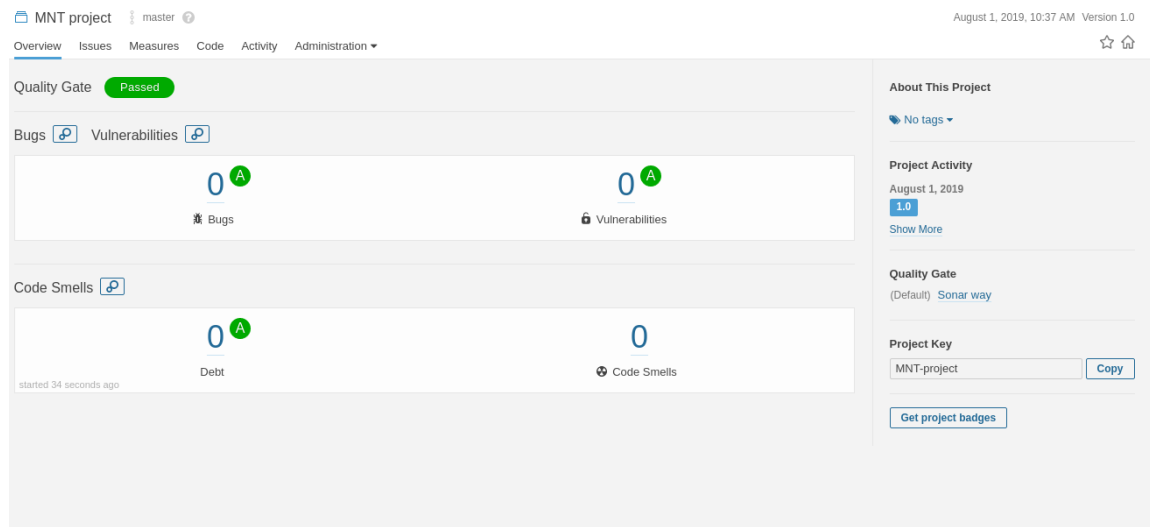 MNT project master ? August 1, 2019, 10:37 AM Version 1.0
Overview Issues Measures Code Activity Administration
Quality Gate Passed
Bugs Vulnerabilities
0 A 0 A
Bugs Vulnerabilities
Code Smells
0 A 0
Debt Code Smells
started 34 seconds ago
About This Project
No tags
Project Activity
August 1, 2019
1.0
Show More
Quality Gate
(Default) Sonar way
Project Key
MNT-project Copy
Get project badges